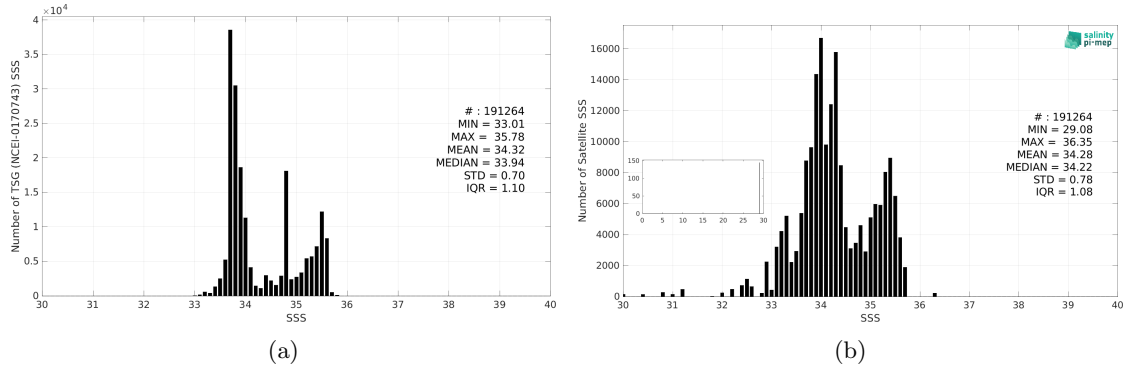 ×10⁴
4
3.5
3
2.5
2
1.5
1
0.5
0
30 31 32 33 34 35 36 37 38 39 40
SSS
Number of TSG (NCEI-0170743) SSS
# : 191264
MIN = 33.01
MAX = 35.78
MEAN = 34.32
MEDIAN = 33.94
STD = 0.70
IQR = 1.10
(a)
salinity
pi-mep
16000
14000
12000
10000
8000
6000
4000
2000
0
30 31 32 33 34 35 36 37 38 39 40
SSS
Number of Satellite SSS
150
100
50
0
0 5 10 15 20 25 30
# : 191264
MIN = 29.08
MAX = 36.35
MEAN = 34.28
MEDIAN = 34.22
STD = 0.78
IQR = 1.08
(b)